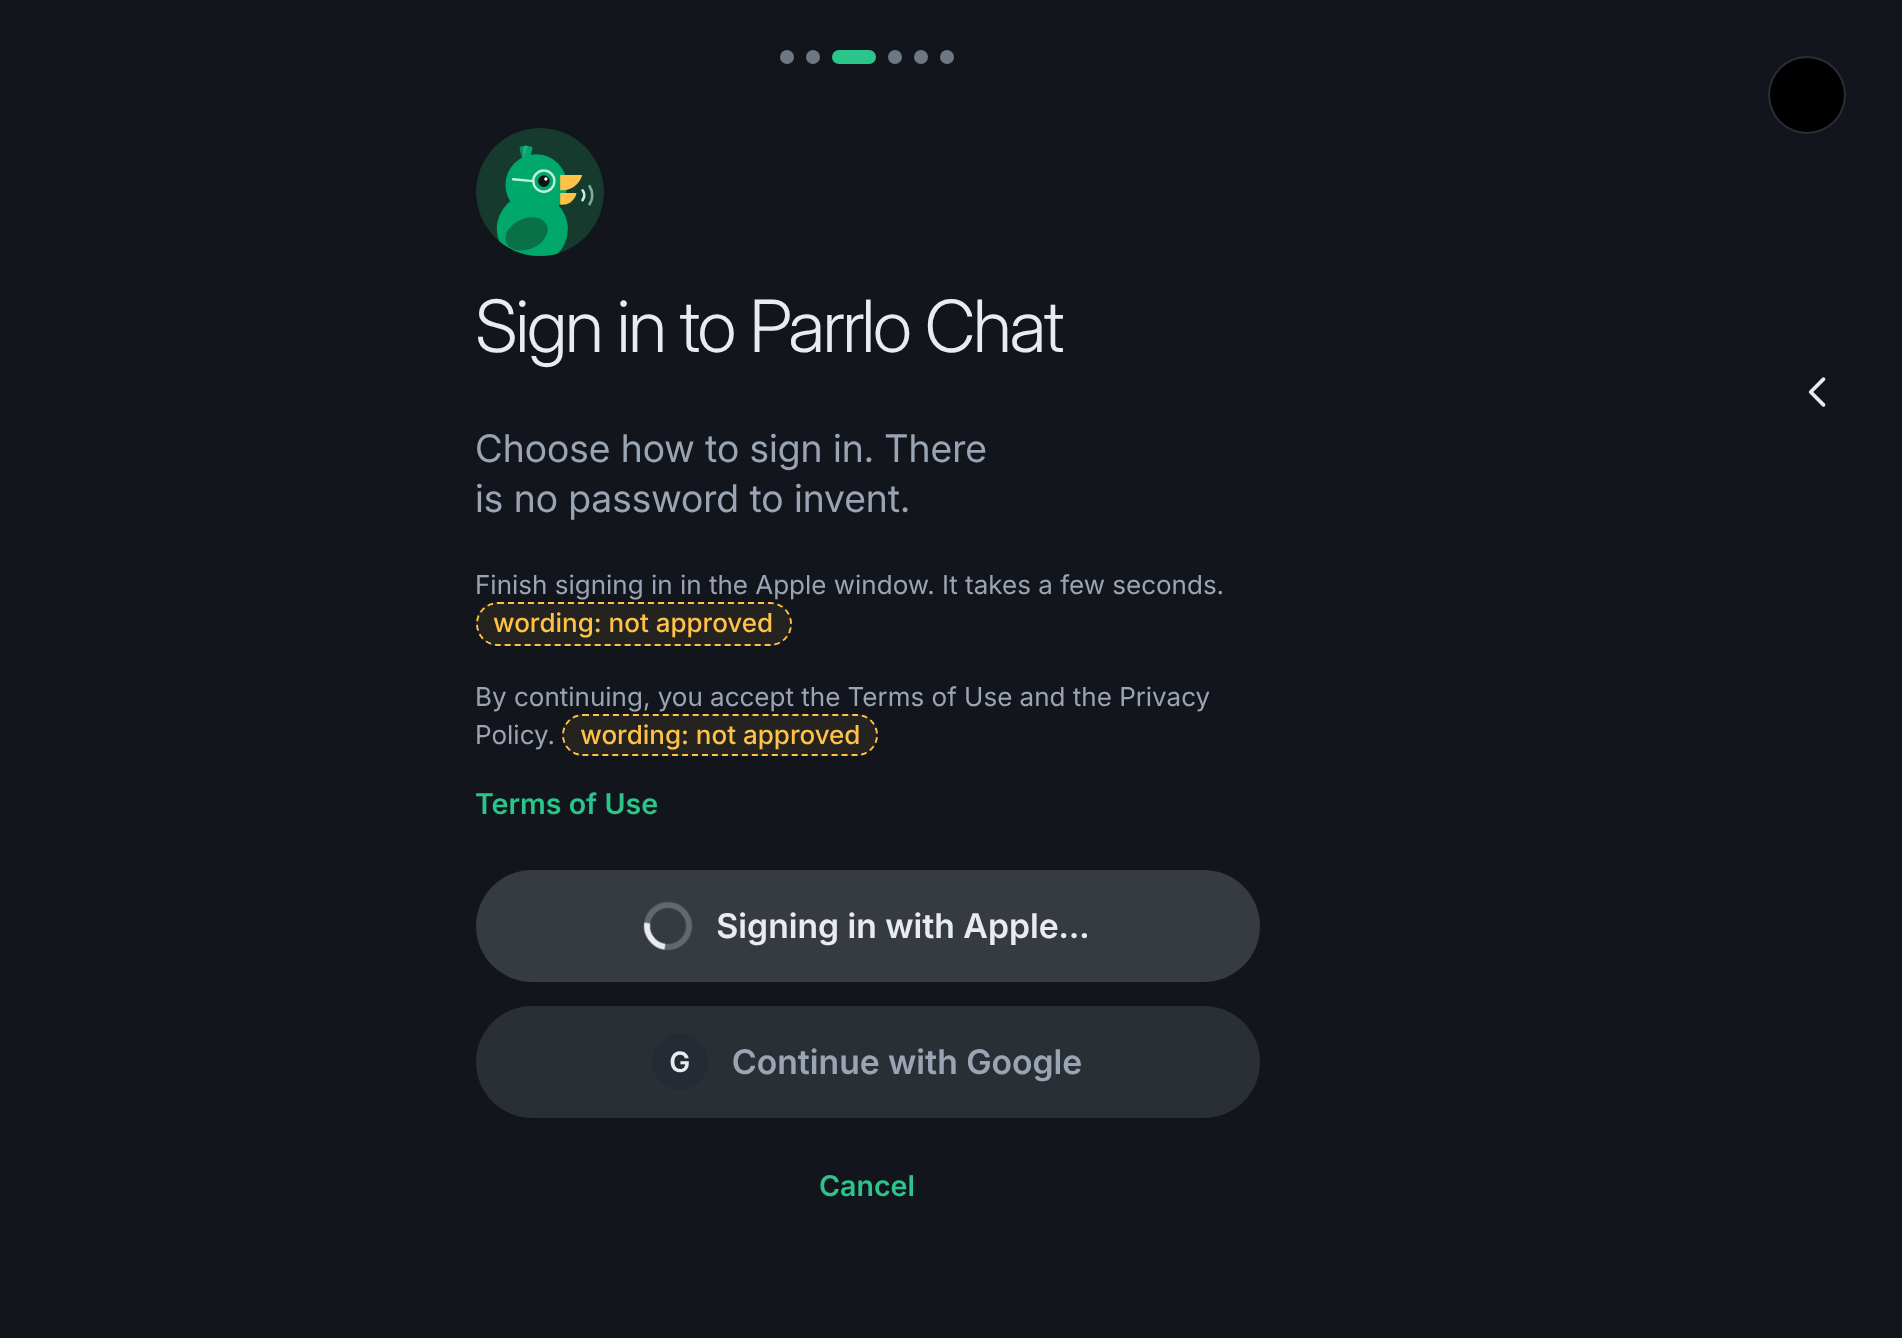 Sign in to Parrlo Chat
Choose how to sign in. There
is no password to invent.
Finish signing in in the Apple window. It takes a few seconds.
wording: not approved
By continuing, you accept the Terms of Use and the Privacy
Policy. wording: not approved
Terms of Use
Signing in with Apple...
G Continue with Google
Cancel